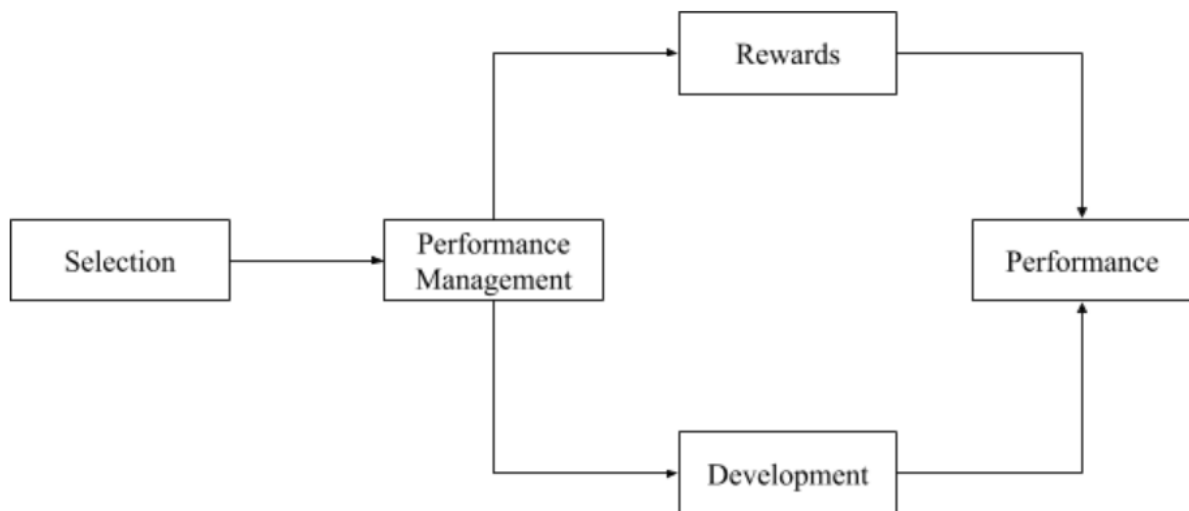 Rewards
Selection
Performance
Management
Performance
Development